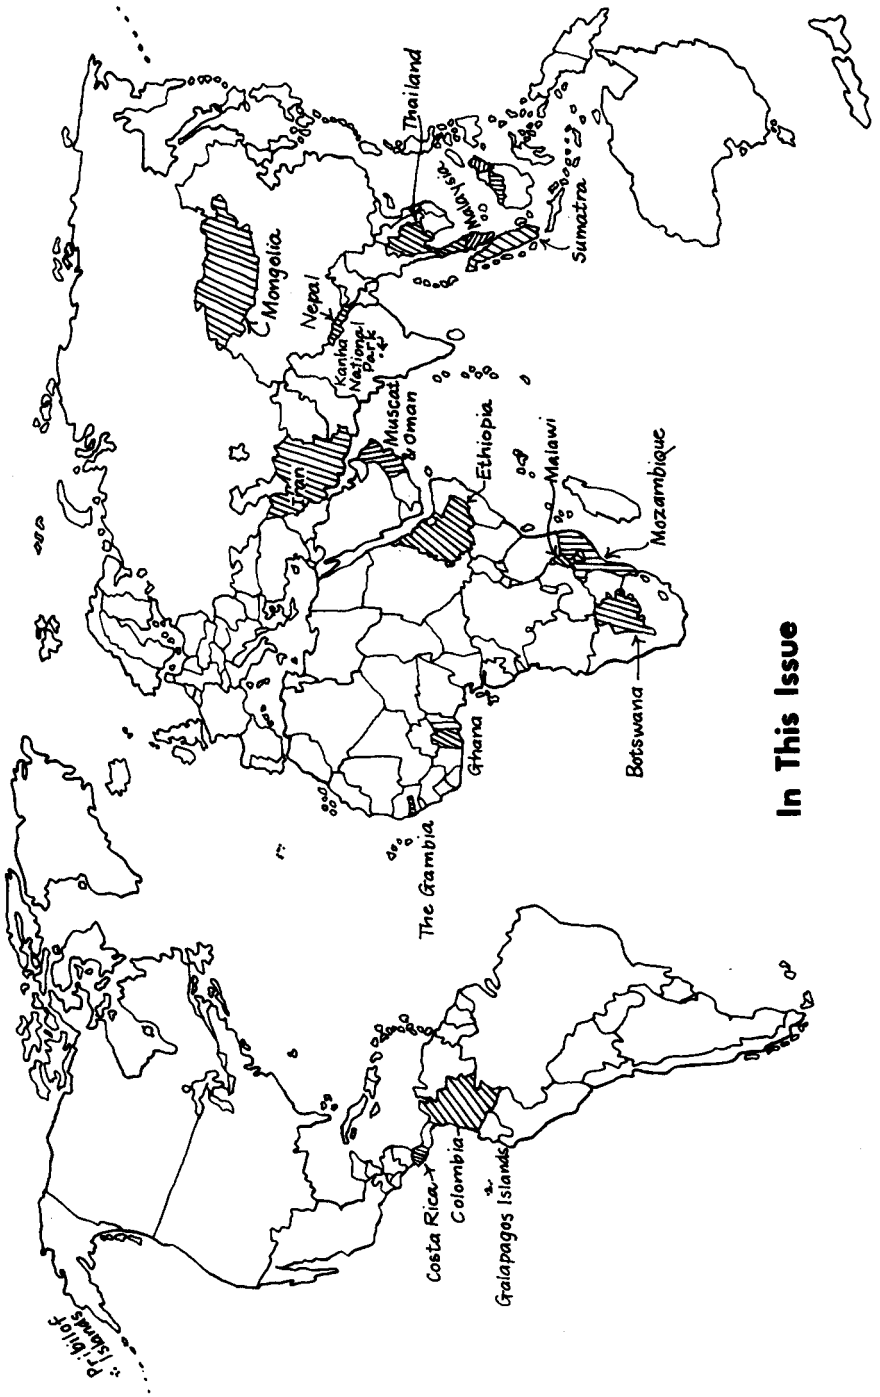 Pribilof
Islands
Costa Rica
Colombia
Galapagos Islands
The Gambia
Ghana
Botswana
Iran
Muscat
& Oman
Ethiopia
Malawi
Mozambique
Mongolia
Nepal
Kanha
National
Park
Thailand
Malaysia
Sumatra
In This Issue